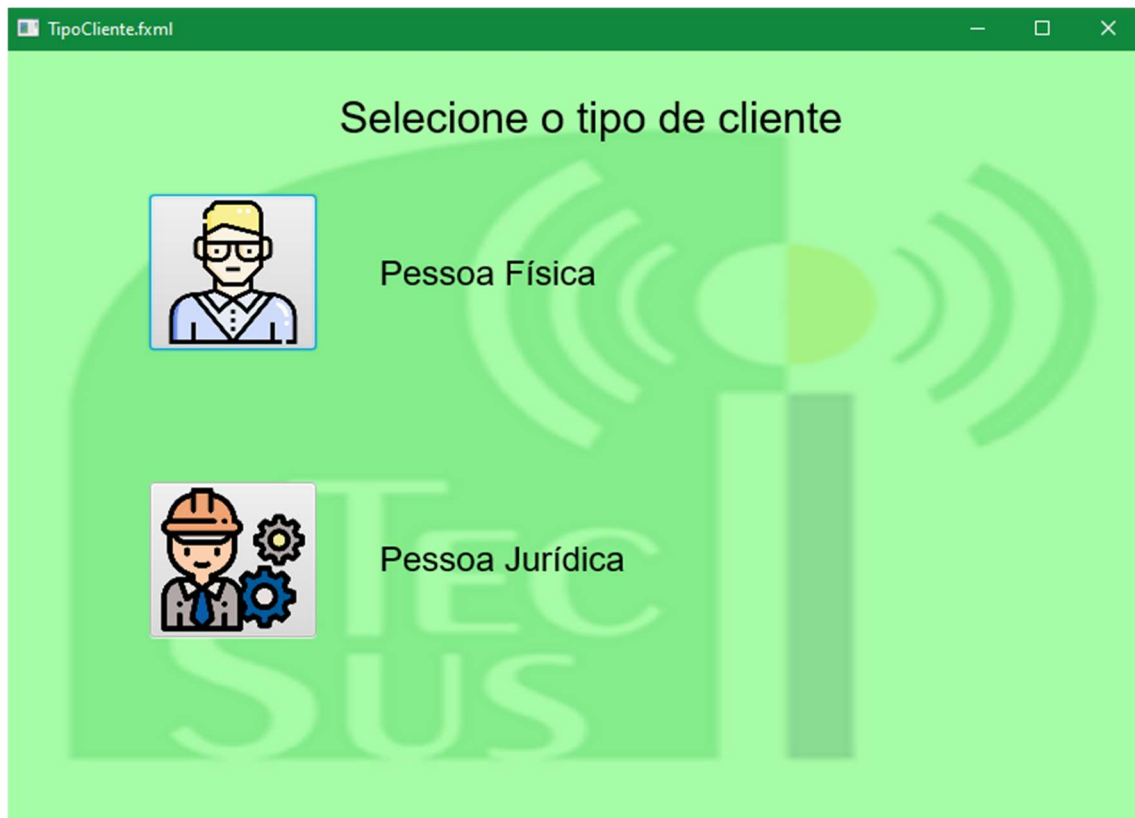 TipoCliente.fxml
Selecione o tipo de cliente
Pessoa Física
Pessoa Jurídica
TEC
SUS